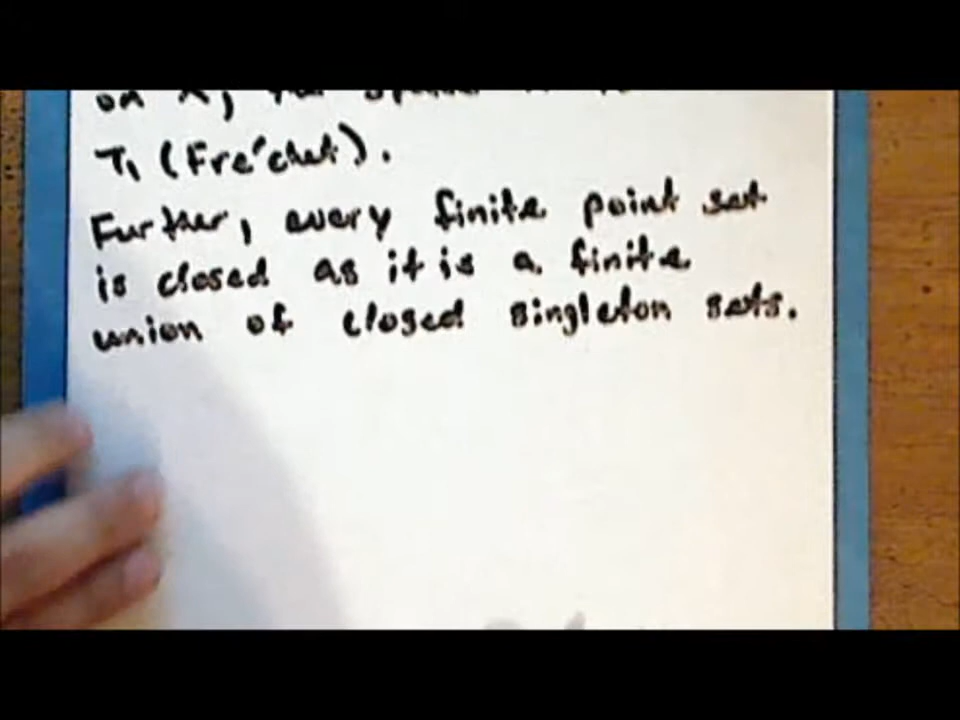 on X,
T₁ (Fre'chet).
Further, every finite point set
is closed as it is a finite
union of closed singleton sets.